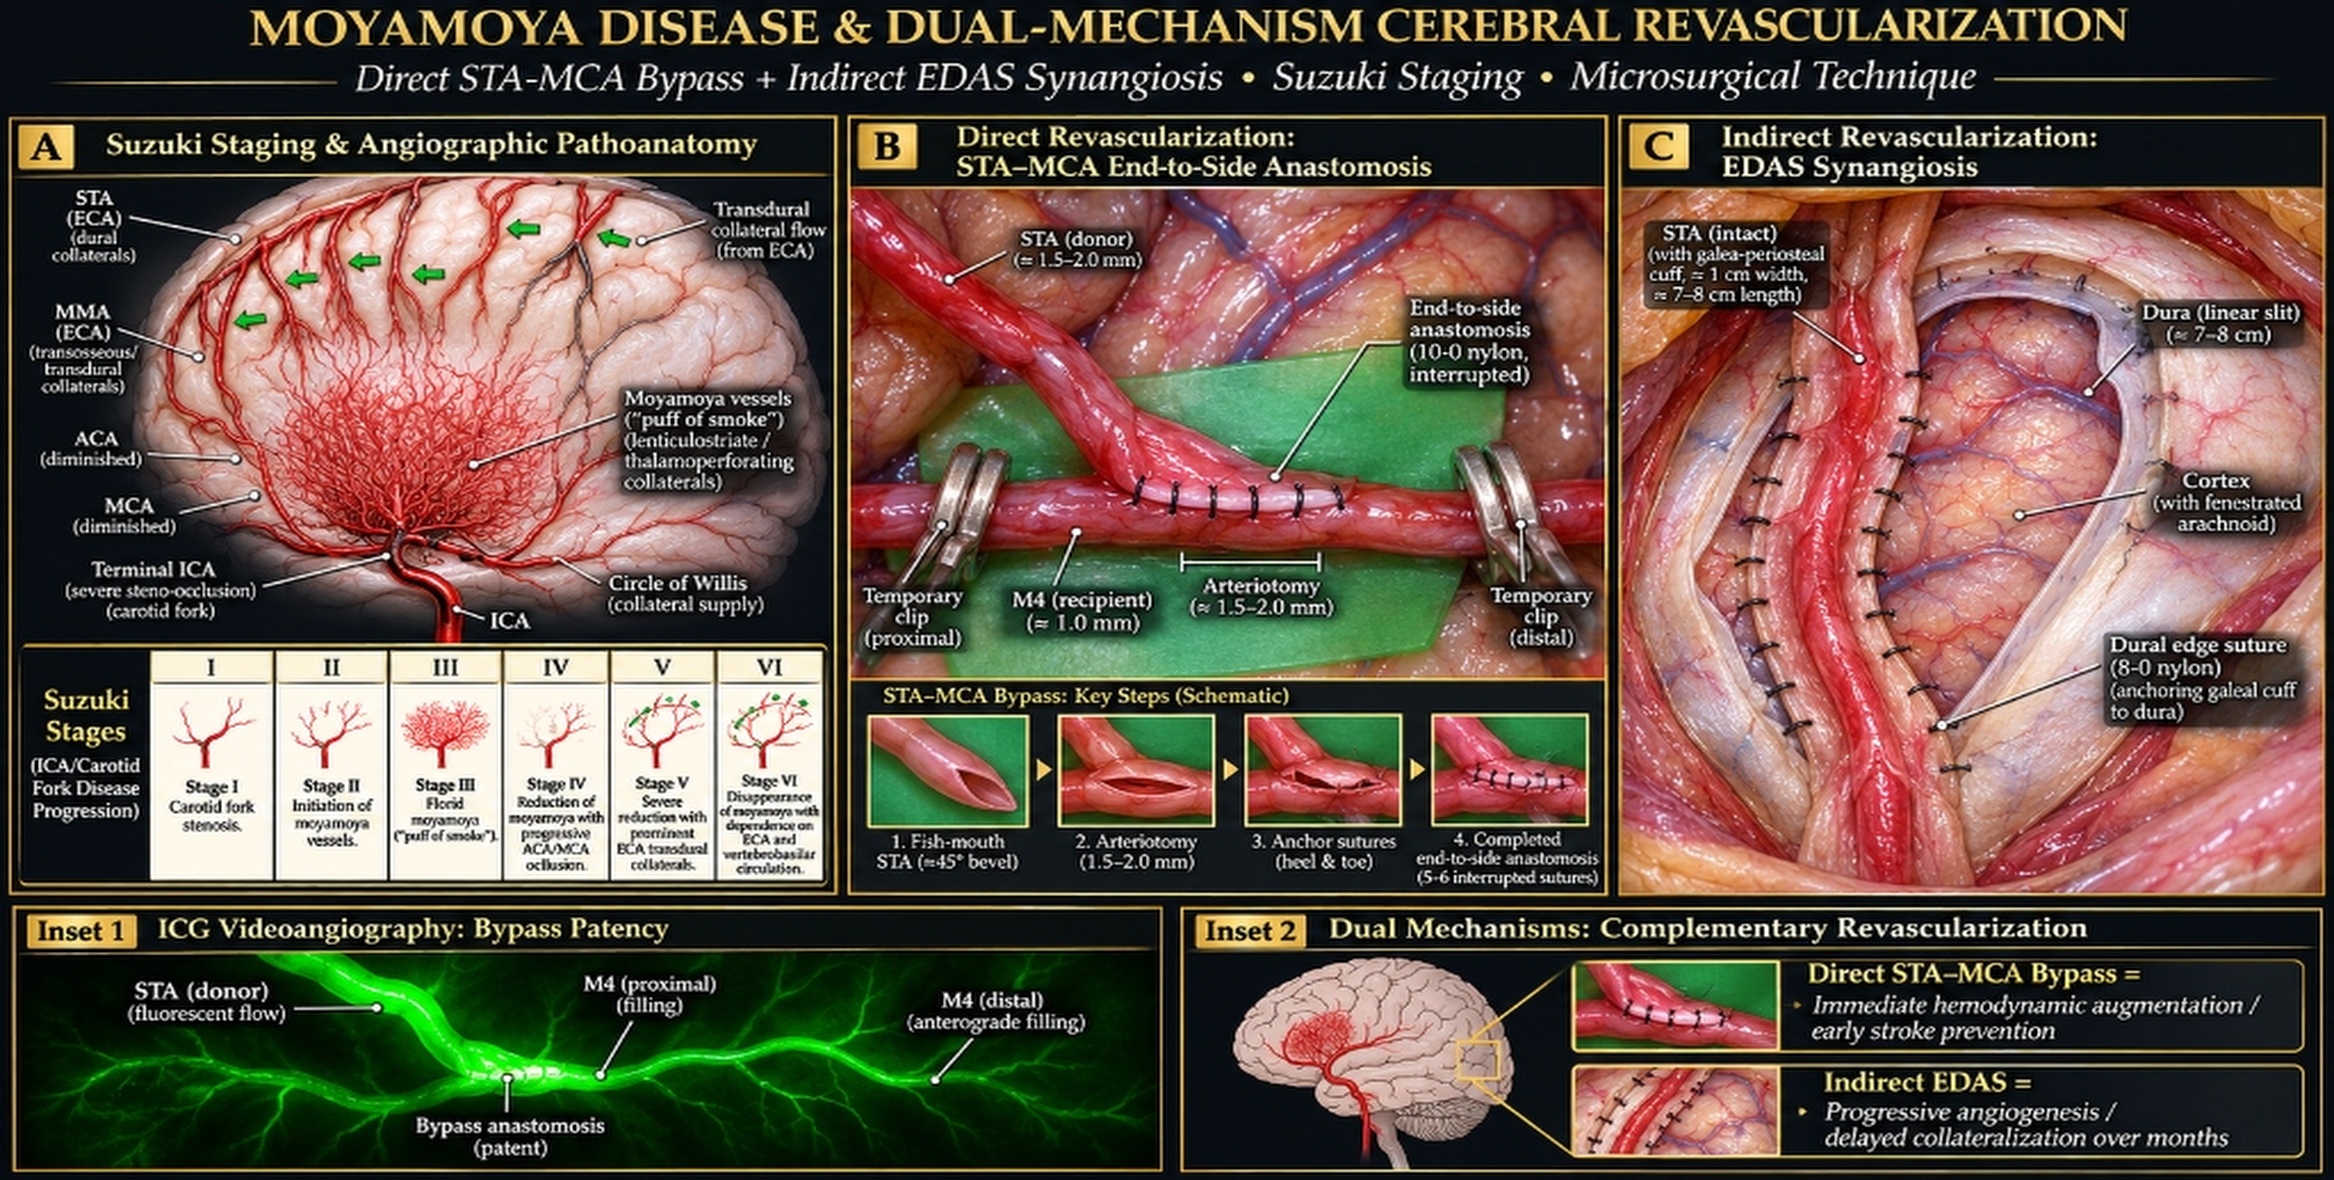 MOYAMOYA DISEASE & DUAL-MECHANISM CEREBRAL REVASCULARIZATION
Direct STA-MCA Bypass + Indirect EDAS Synangiosis • Suzuki Staging • Microsurgical Technique
A
Suzuki Staging & Angiographic Pathoanatomy
STA
(ECA)
(dural
collaterals)
Transdural
collateral flow
(from ECA)
MMA
(ECA)
(transosseous/
transdural
collaterals)
Moyamoya vessels
("puff of smoke")
(lenticulostriate /
thalamoperforating
collaterals)
ACA
(diminished)
MCA
(diminished)
Terminal ICA
(severe steno-occlusion)
(carotid fork)
Circle of Willis
(collateral supply)
ICA
Suzuki
Stages
(ICA/Carotid
Fork Disease
Progression)
I
Stage I
Carotid fork
stenosis.
II
Stage II
Initiation of
moyamoya
vessels.
III
Stage III
Florid
moyamoya
("puff of smoke").
IV
Stage IV
Reduction of
moyamoya with
progressive
ACA/MCA
ocllusion.
V
Stage V
Severe
reduction with
prominent
ECA transdural
collaterals.
VI
Stage VI
Disappearance
of moyamoya with
dependence on
ECA and
vertebrobasilar
circulation.
B
Direct Revascularization:
STA–MCA End-to-Side Anastomosis
STA (donor)
(≈ 1.5–2.0 mm)
End-to-side
anastomosis
(10-0 nylon,
interrupted)
Temporary
clip
(proximal)
M4 (recipient)
(≈ 1.0 mm)
Arteriotomy
(≈ 1.5–2.0 mm)
Temporary
clip
(distal)
STA–MCA Bypass: Key Steps (Schematic)
1. Fish-mouth
STA (≈45° bevel)
2. Arteriotomy
(1.5–2.0 mm)
3. Anchor sutures
(heel & toe)
4. Completed
end-to-side anastomosis
(5-6 interrupted sutures)
C
Indirect Revascularization:
EDAS Synangiosis
STA (intact)
(with galea-periosteal
cuff, ≈ 1 cm width,
≈ 7–8 cm length)
Dura (linear slit)
(≈ 7–8 cm)
Cortex
(with fenestrated
arachnoid)
Dural edge suture
(8-0 nylon)
(anchoring galeal cuff
to dura)
Inset 1
ICG Videoangiography: Bypass Patency
STA (donor)
(fluorescent flow)
M4 (proximal)
(filling)
M4 (distal)
(anterograde filling)
Bypass anastomosis
(patent)
Inset 2
Dual Mechanisms: Complementary Revascularization
Direct STA–MCA Bypass =
Immediate hemodynamic augmentation /
early stroke prevention
Indirect EDAS =
• Progressive angiogenesis /
delayed collateralization over months